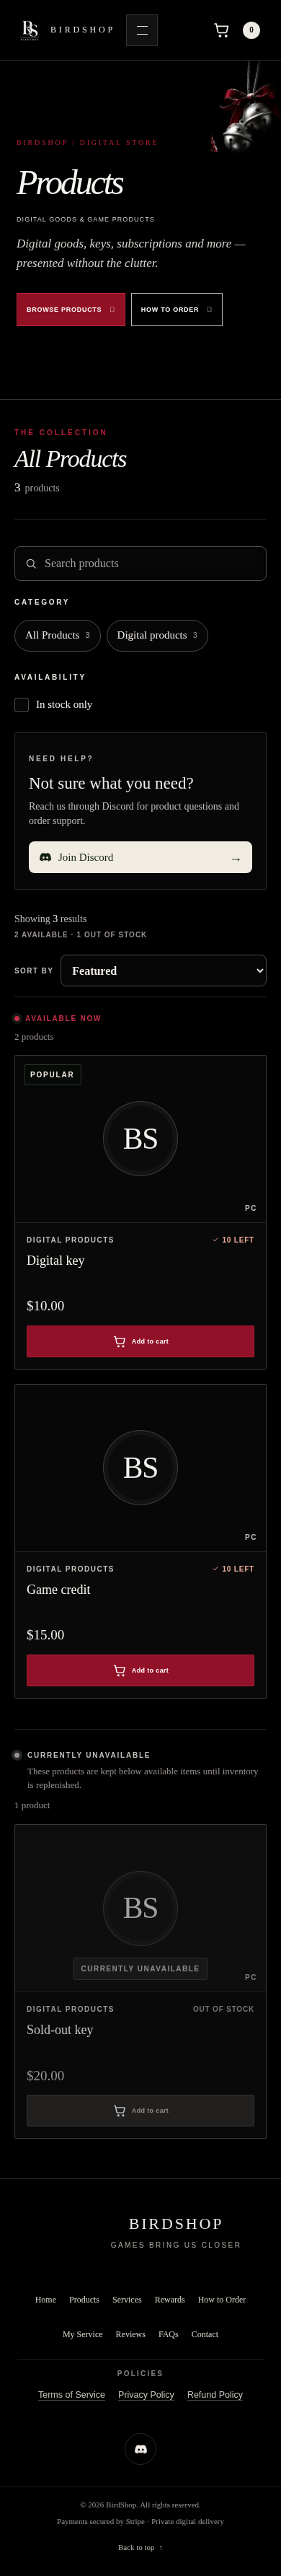 BS
BIRDSHOP
0
BIRDSHOP / DIGITAL STORE
Products
DIGITAL GOODS & GAME PRODUCTS
Digital goods, keys, subscriptions and more —
presented without the clutter.
BROWSE PRODUCTS
HOW TO ORDER
THE COLLECTION
All Products
3 products
Search products
CATEGORY
All Products 3
Digital products 3
AVAILABILITY
In stock only
NEED HELP?
Not sure what you need?
Reach us through Discord for product questions and
order support.
Join Discord →
Showing 3 results
2 AVAILABLE · 1 OUT OF STOCK
SORT BY
Featured
AVAILABLE NOW
2 products
POPULAR
BS
PC
DIGITAL PRODUCTS
✓ 10 LEFT
Digital key
$10.00
Add to cart
BS
PC
DIGITAL PRODUCTS
✓ 10 LEFT
Game credit
$15.00
Add to cart
CURRENTLY UNAVAILABLE
These products are kept below available items until inventory
is replenished.
1 product
BS
CURRENTLY UNAVAILABLE
PC
DIGITAL PRODUCTS
OUT OF STOCK
Sold-out key
$20.00
Add to cart
BIRDSHOP
GAMES BRING US CLOSER
Home Products Services Rewards How to Order
My Service Reviews FAQs Contact
POLICIES
Terms of Service Privacy Policy Refund Policy
© 2026 BirdShop. All rights reserved.
Payments secured by Stripe · Private digital delivery
Back to top ↑